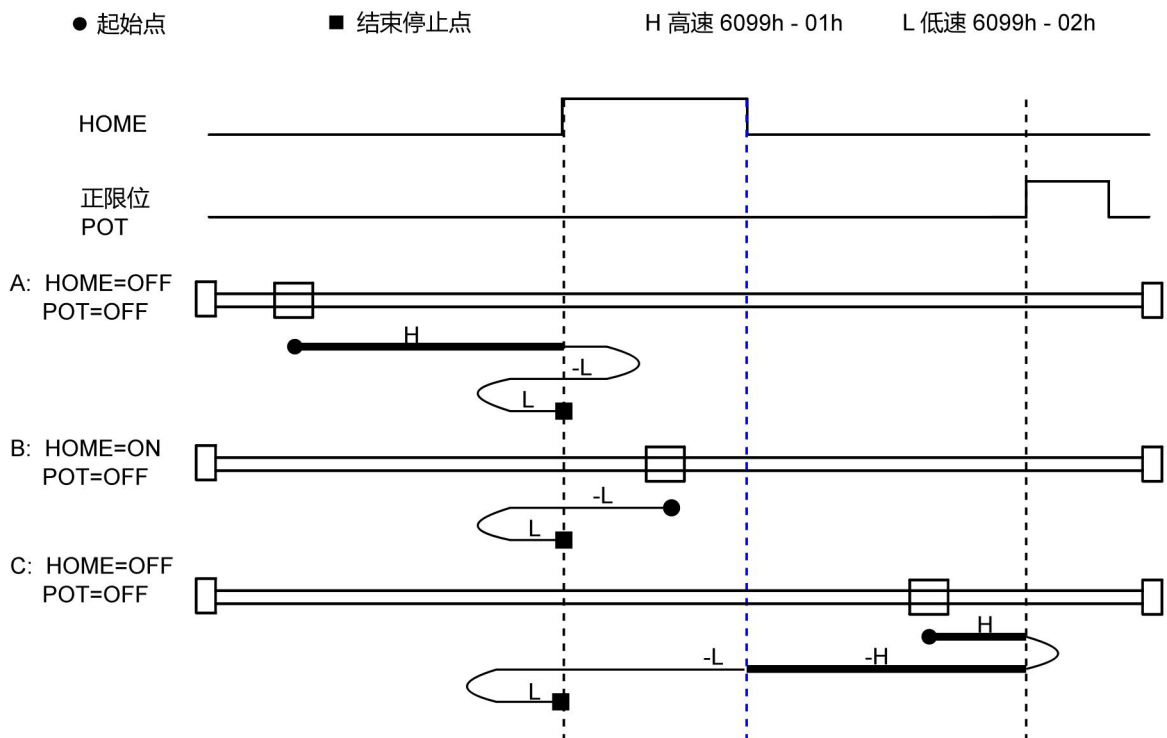 ● 起始点 ■ 结束停止点 H 高速 6099h - 01h L 低速 6099h - 02h
HOME
正限位
POT
A: HOME=OFF
POT=OFF
H
-L
L
B: HOME=ON
POT=OFF
-L
L
C: HOME=OFF
POT=OFF
H
-L -H
L